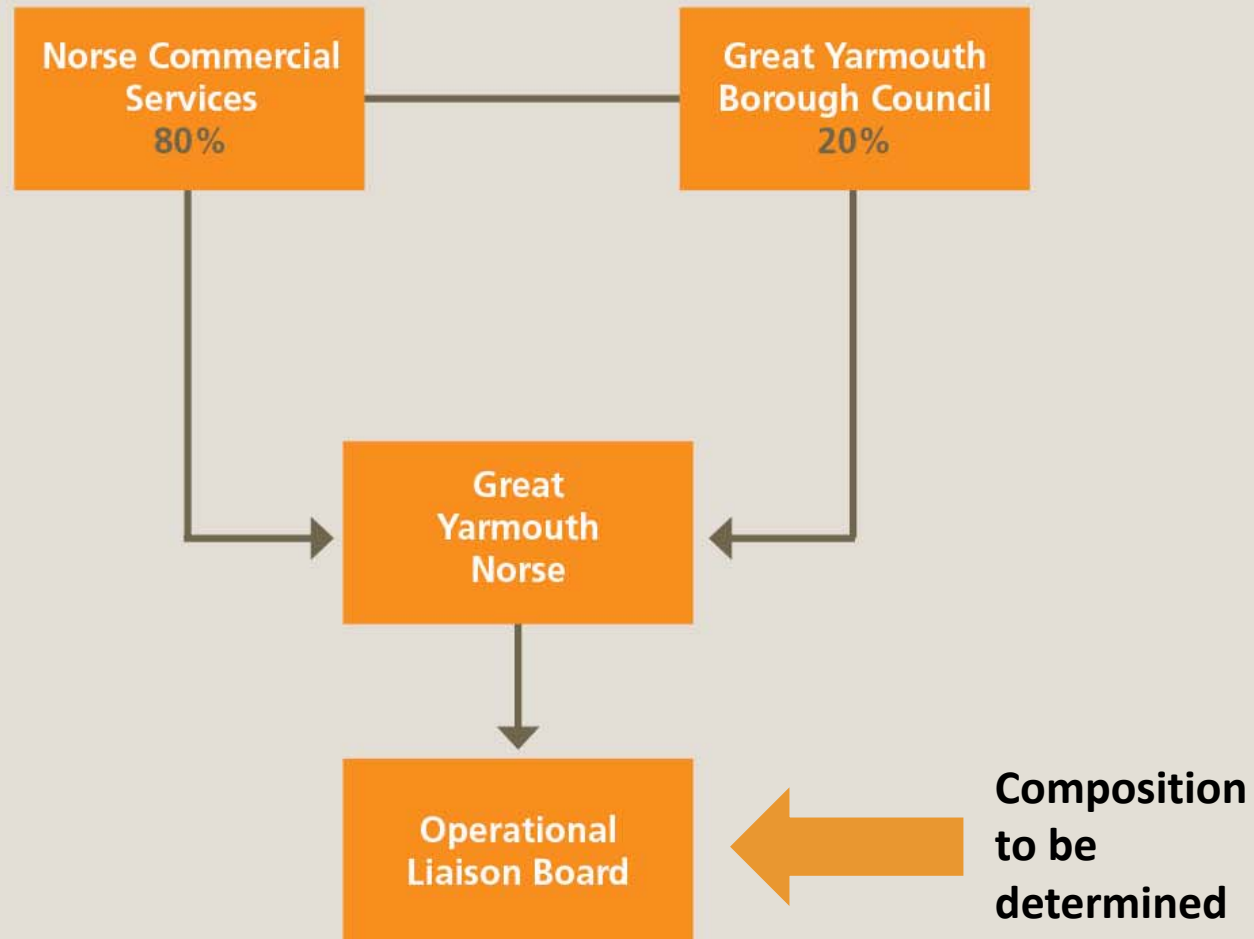 Norse Commercial
Services
80%
Great Yarmouth
Borough Council
20%
Great
Yarmouth
Norse
Operational
Liaison Board
Composition
to be
determined